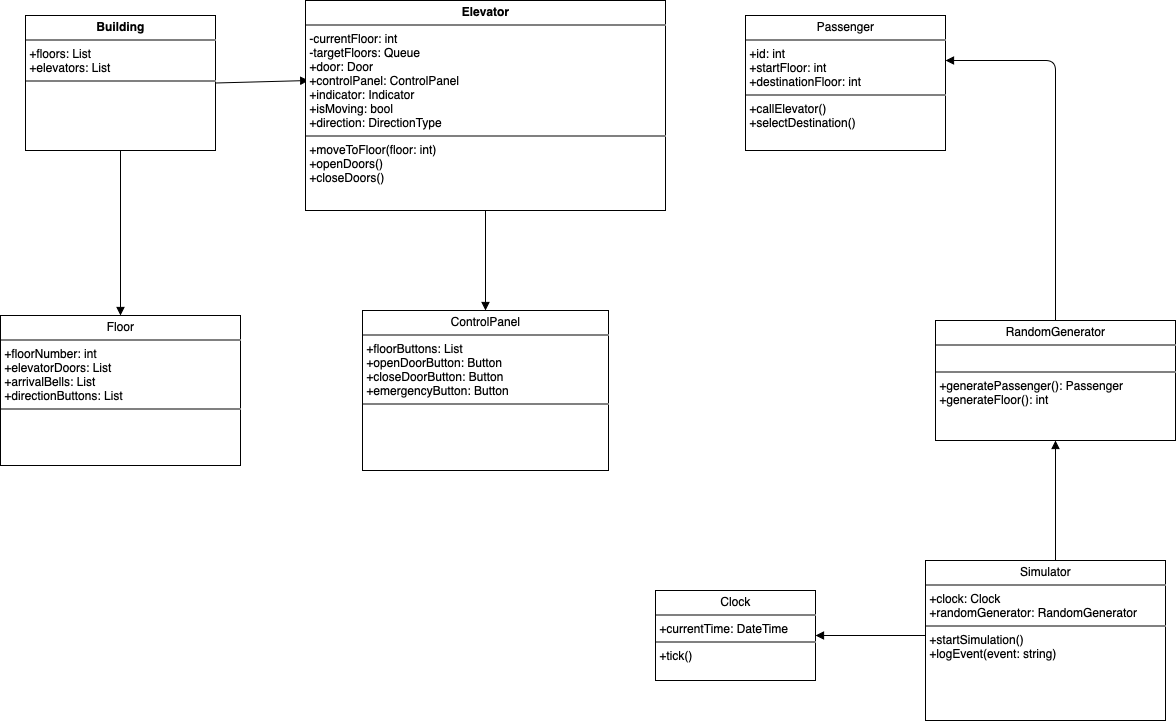 Building
+floors: List
+elevators: List
Elevator
-currentFloor: int
-targetFloors: Queue
+door: Door
+controlPanel: ControlPanel
+indicator: Indicator
+isMoving: bool
+direction: DirectionType
+moveToFloor(floor: int)
+openDoors()
+closeDoors()
Passenger
+id: int
+startFloor: int
+destinationFloor: int
+callElevator()
+selectDestination()
Floor
+floorNumber: int
+elevatorDoors: List
+arrivalBells: List
+directionButtons: List
ControlPanel
+floorButtons: List
+openDoorButton: Button
+closeDoorButton: Button
+emergencyButton: Button
RandomGenerator
+generatePassenger(): Passenger
+generateFloor(): int
Clock
+currentTime: DateTime
+tick()
Simulator
+clock: Clock
+randomGenerator: RandomGenerator
+startSimulation()
+logEvent(event: string)